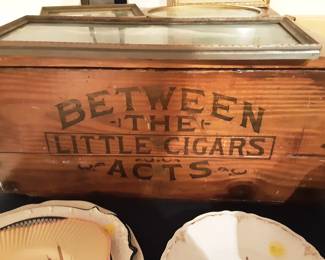 BETWEEN
THE
LITTLE CIGARS
ACTS